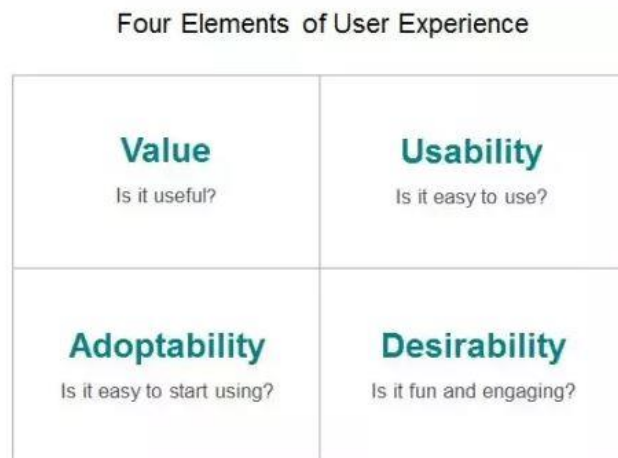 Four Elements of User Experience
Value
Is it useful?
Usability
Is it easy to use?
Adoptability
Is it easy to start using?
Desirability
Is it fun and engaging?